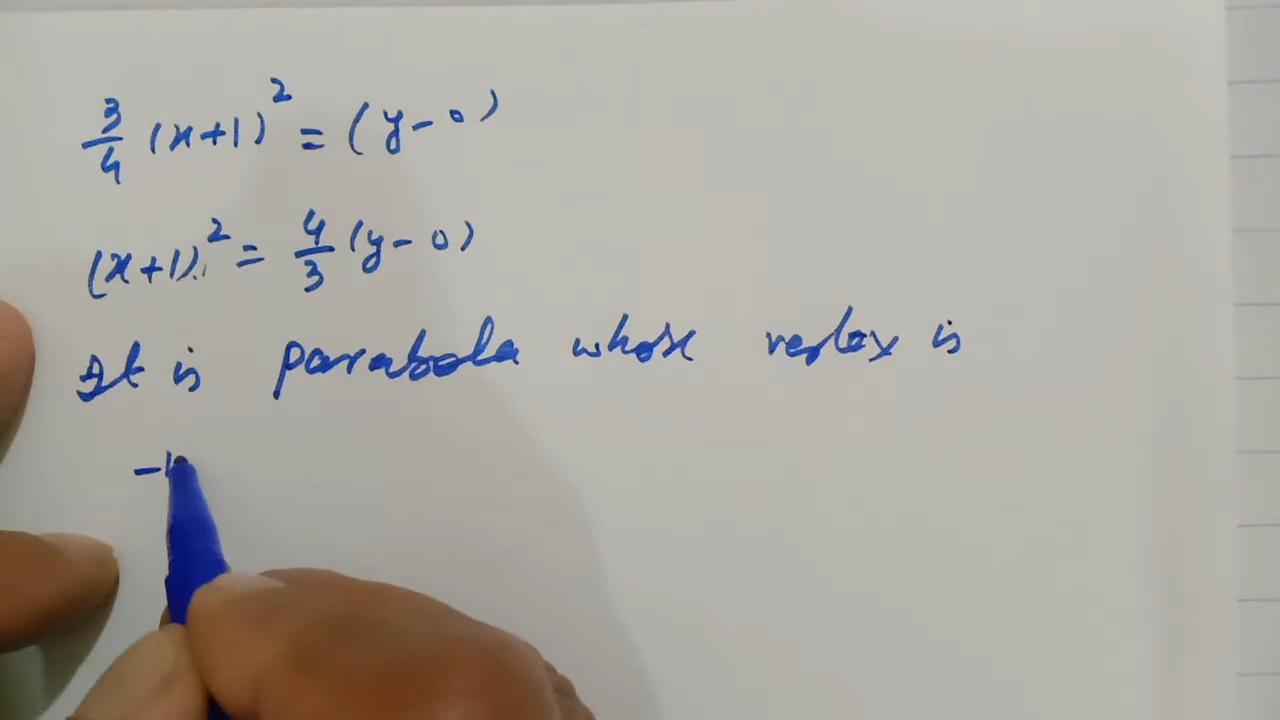 3/4 (x+1)² = (y-0)
(x+1)² = 4/3 (y-0)
It is parabola whose vertex is
-1